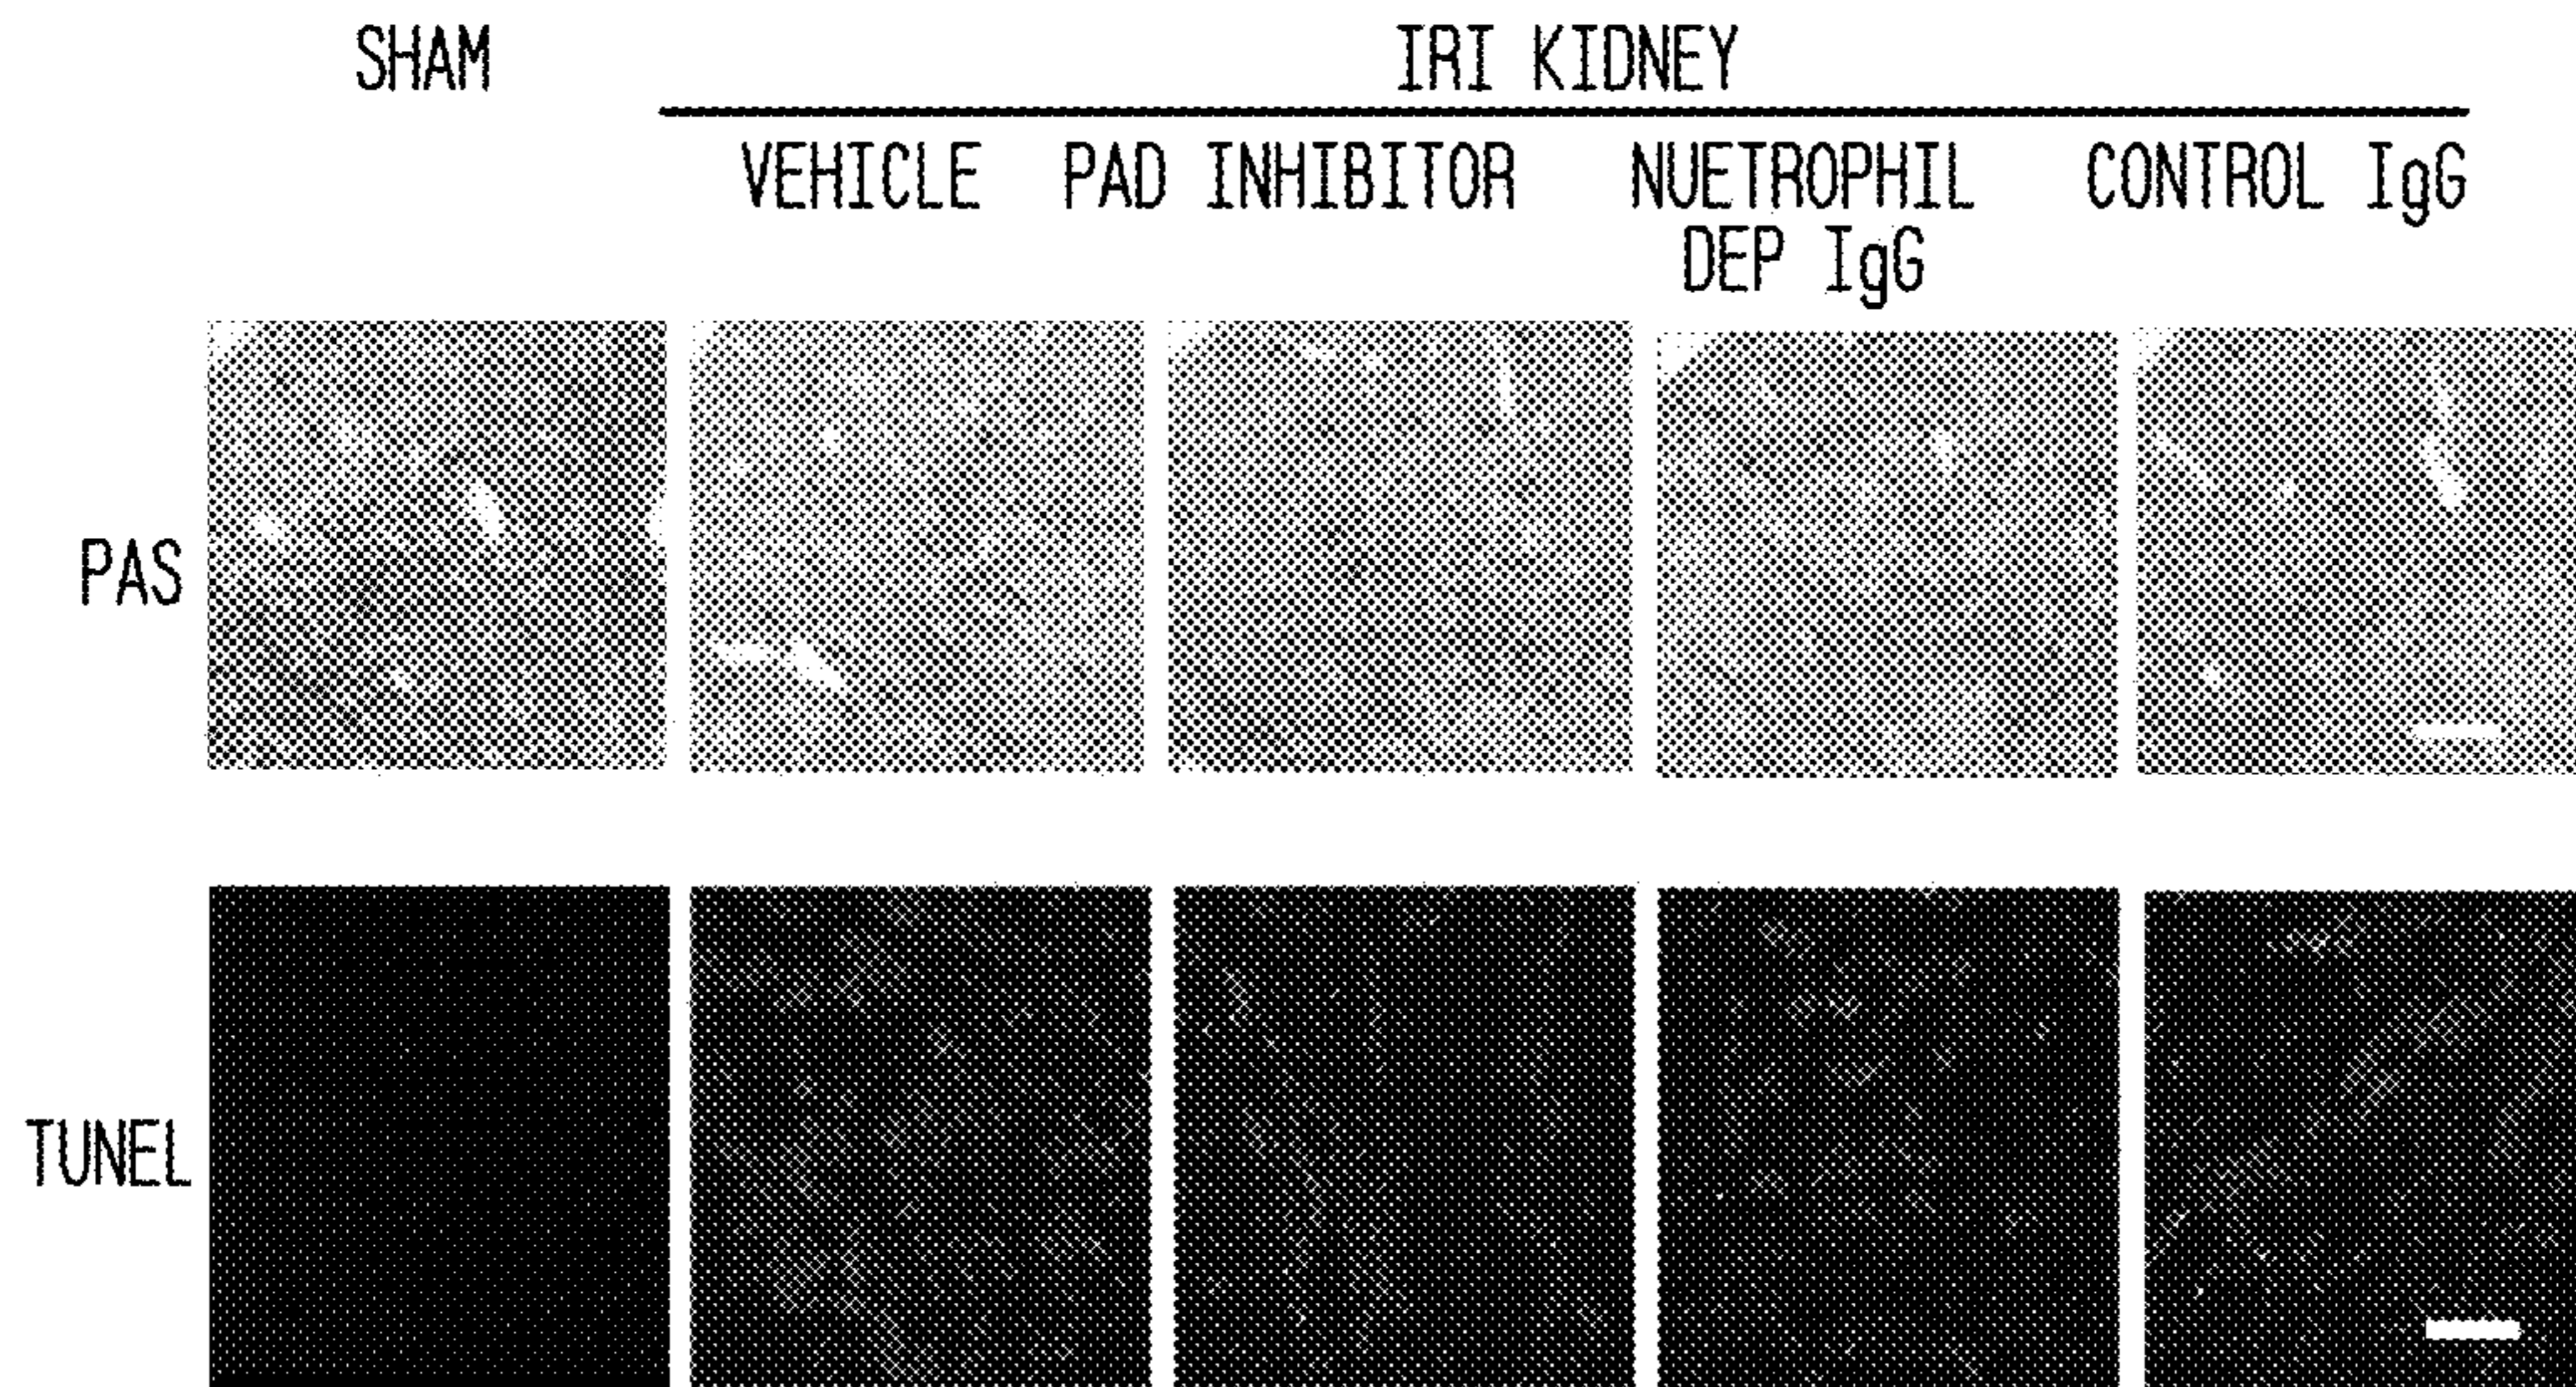 SHAM
IRI KIDNEY
VEHICLE
PAD INHIBITOR
NUETROPHIL
DEP IgG
CONTROL IgG
PAS
TUNEL